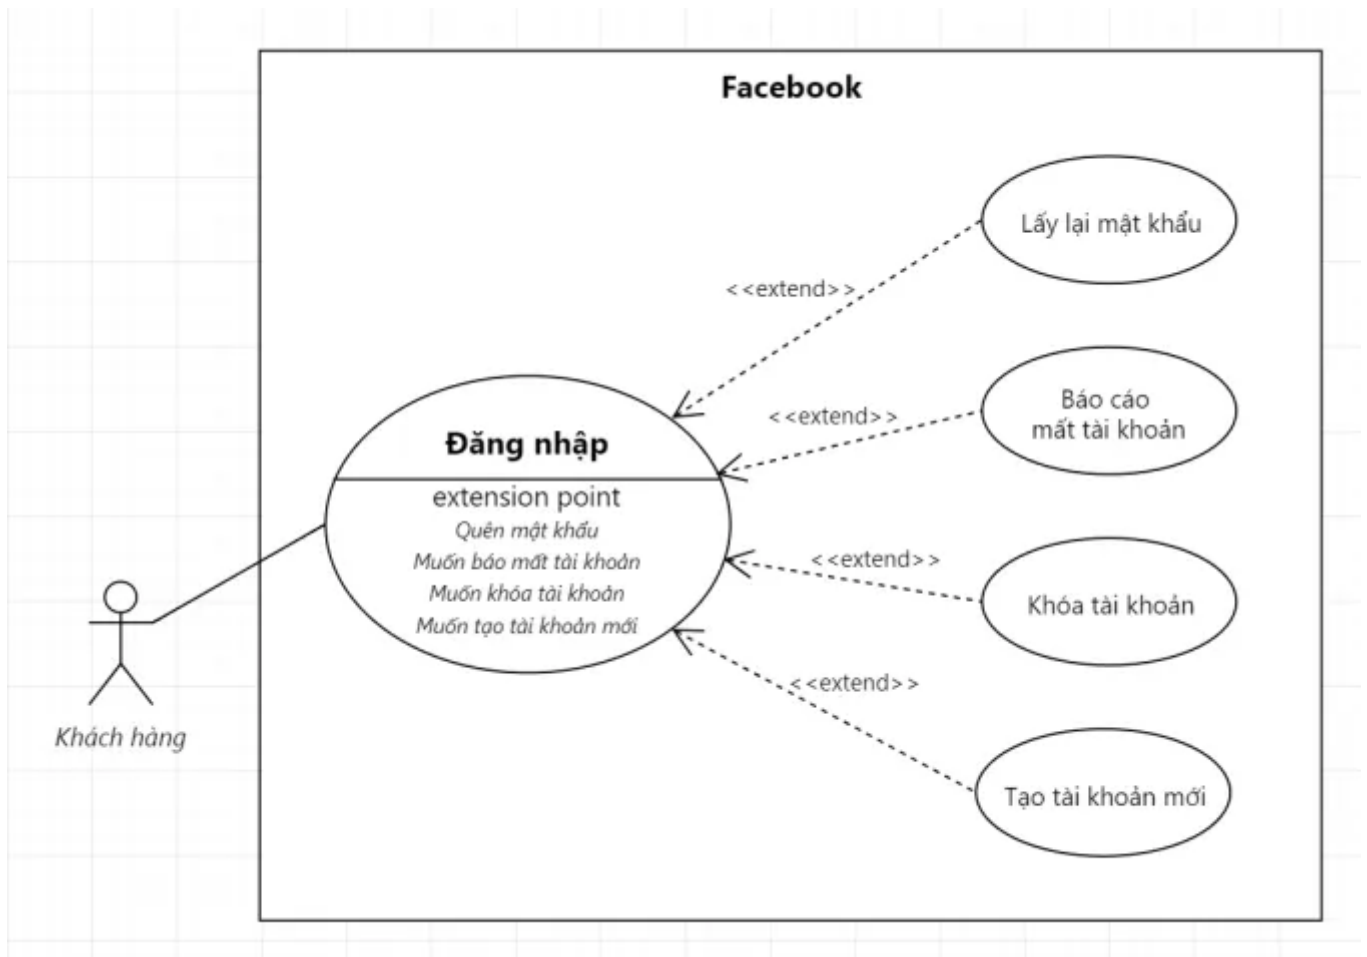 Facebook
Lấy lại mật khẩu
<<extend>>
Báo cáo
mất tài khoản
<<extend>>
Đăng nhập
extension point
Quên mật khẩu
Muốn báo mất tài khoản
Muốn khóa tài khoản
Muốn tạo tài khoản mới
<<extend>>
Khóa tài khoản
<<extend>>
Tạo tài khoản mới
Khách hàng